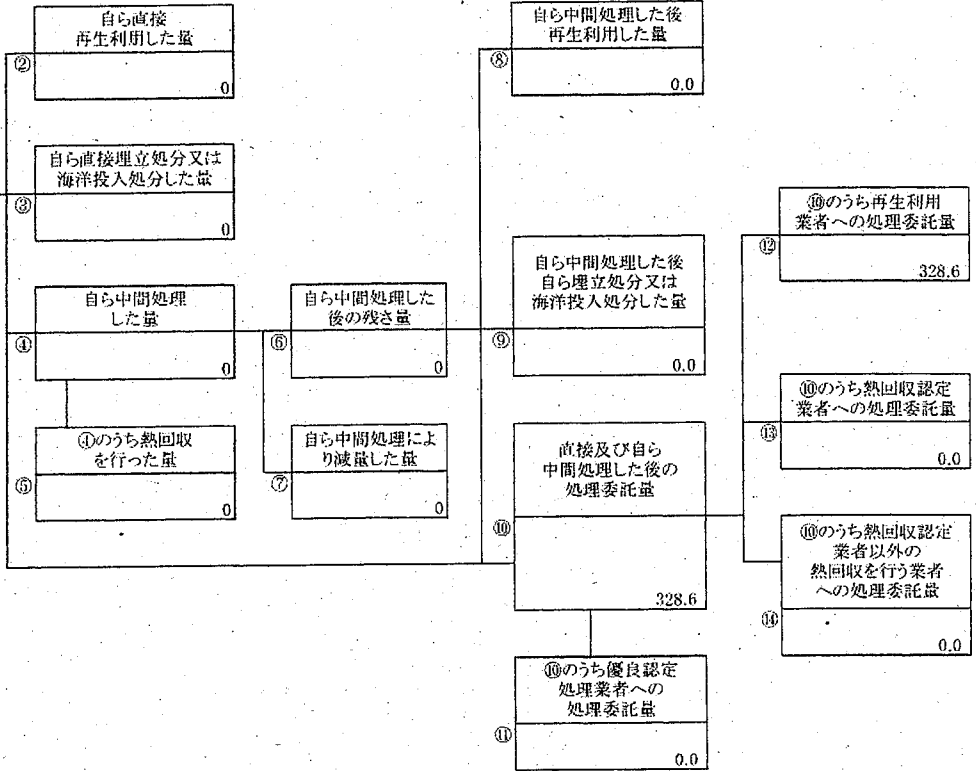 自ら直接
再生利用した量
②
0
自ら直接埋立処分又は
海洋投入処分した量
③
0
自ら中間処理
した量
④
0
④のうち熱回収
を行った量
⑤
0
自ら中間処理した
後の残さ量
⑥
0
自ら中間処理によ
り減量した量
⑦
0
自ら中間処理した後
再生利用した量
⑧
0.0
自ら中間処理した後
自ら埋立処分又は
海洋投入処分した量
⑨
0.0
直接及び自ら
中間処理した後の
処理委託量
⑩
328.6
⑩のうち優良認定
処理業者への
処理委託量
⑪
0.0
⑩のうち再生利用
業者への処理委託量
⑫
328.6
⑩のうち熱回収認定
業者への処理委託量
⑬
0.0
⑩のうち熱回収認定
業者以外の
熱回収を行う業者
への処理委託量
⑭
0.0